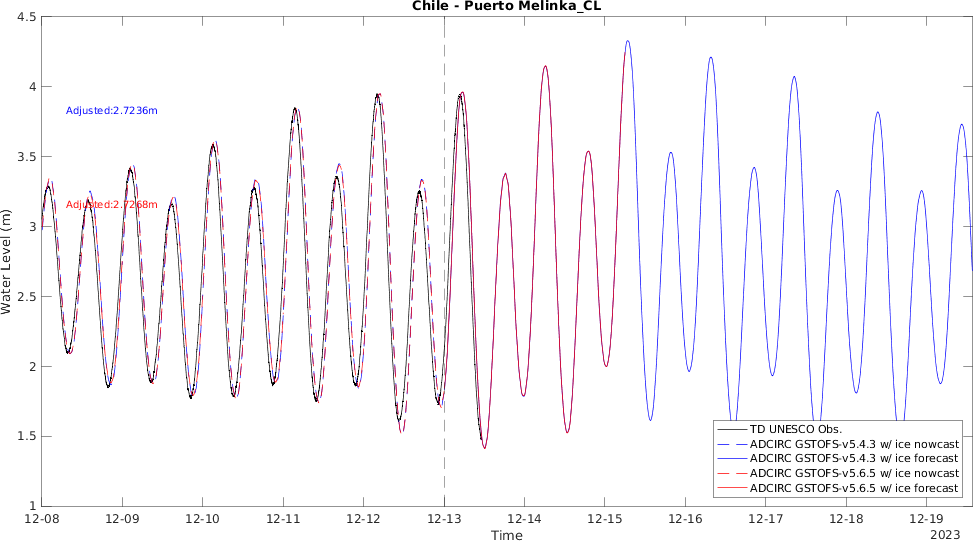 Chile - Puerto Melinka_CL
4.5
4
3.5
3
2.5
2
1.5
1
Water Level (m)
Adjusted:2.7236m
Adjusted:2.7268m
TD UNESCO Obs.
ADCIRC GSTOFS-v5.4.3 w/ ice nowcast
ADCIRC GSTOFS-v5.4.3 w/ ice forecast
ADCIRC GSTOFS-v5.6.5 w/ ice nowcast
ADCIRC GSTOFS-v5.6.5 w/ ice forecast
12-08 12-09 12-10 12-11 12-12 12-13 12-14 12-15 12-16 12-17 12-18 12-19
Time
2023